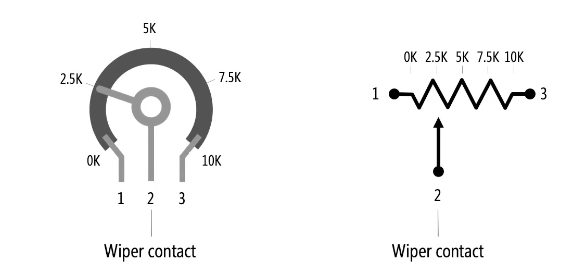 5K
2.5K
7.5K
0K
10K
1 2 3
Wiper contact
0K 2.5K 5K 7.5K 10K
1 3
2
Wiper contact